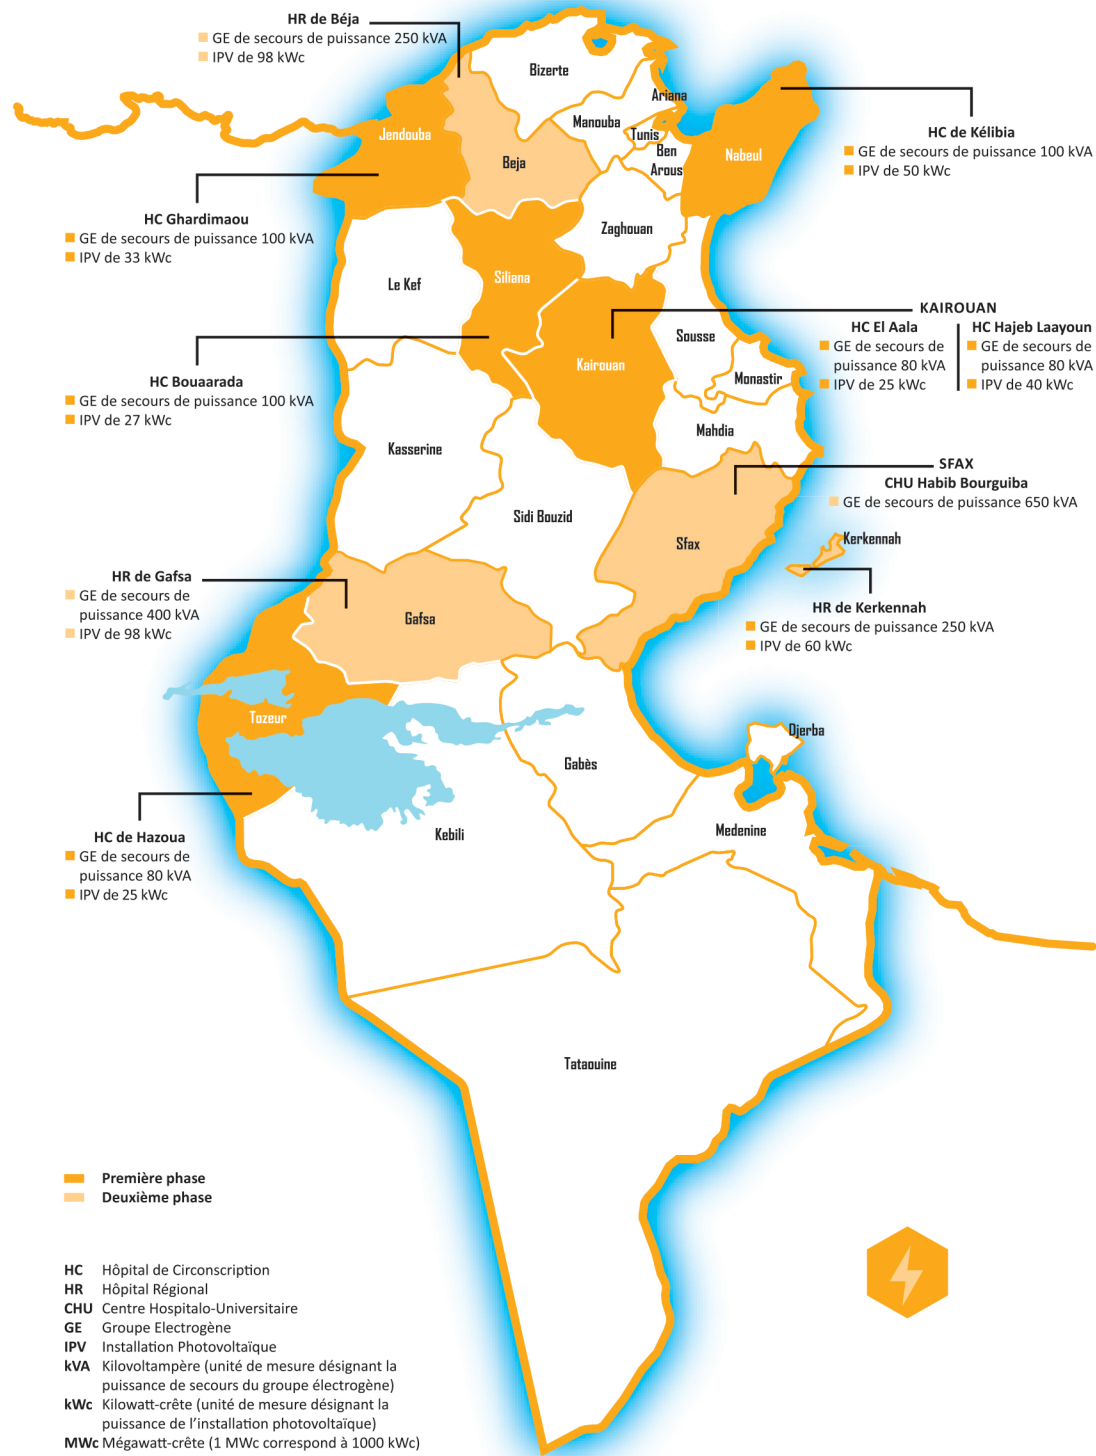 HR de Béja
GE de secours de puissance 250 kVA
IPV de 98 kWc
Bizerte
Ariana
Manouba
Tunis
Ben
Arous
Jendouba
Beja
Nabeul
HC de Kélibia
GE de secours de puissance 100 kVA
IPV de 50 kWc
HC Ghardimaou
GE de secours de puissance 100 kVA
IPV de 33 kWc
Zaghouan
Le Kef
Siliana
KAIROUAN
HC El Aala
GE de secours de
puissance 80 kVA
IPV de 25 kWc
HC Hajeb Laayoun
GE de secours de
puissance 80 kVA
IPV de 40 kWc
Sousse
Kairouan
Monastir
HC Bouaarada
GE de secours de puissance 100 kVA
IPV de 27 kWc
Mahdia
Kasserine
SFAX
CHU Habib Bourguiba
GE de secours de puissance 650 kVA
Sidi Bouzid
Sfax
Kerkennah
HR de Gafsa
GE de secours de
puissance 400 kVA
IPV de 98 kWc
Gafsa
HR de Kerkennah
GE de secours de puissance 250 kVA
IPV de 60 kWc
Tozeur
Djerba
Gabès
Kebili
Medenine
HC de Hazoua
GE de secours de
puissance 80 kVA
IPV de 25 kWc
Tataouine
Première phase
Deuxième phase
HC Hôpital de Circonscription
HR Hôpital Régional
CHU Centre Hospitalo-Universitaire
GE Groupe Electrogène
IPV Installation Photovoltaïque
kVA Kilovoltampère (unité de mesure désignant la
puissance de secours du groupe électrogène)
kWc Kilowatt-crête (unité de mesure désignant la
puissance de l'installation photovoltaïque)
MWc Mégawatt-crête (1 MWc correspond à 1000 kWc)